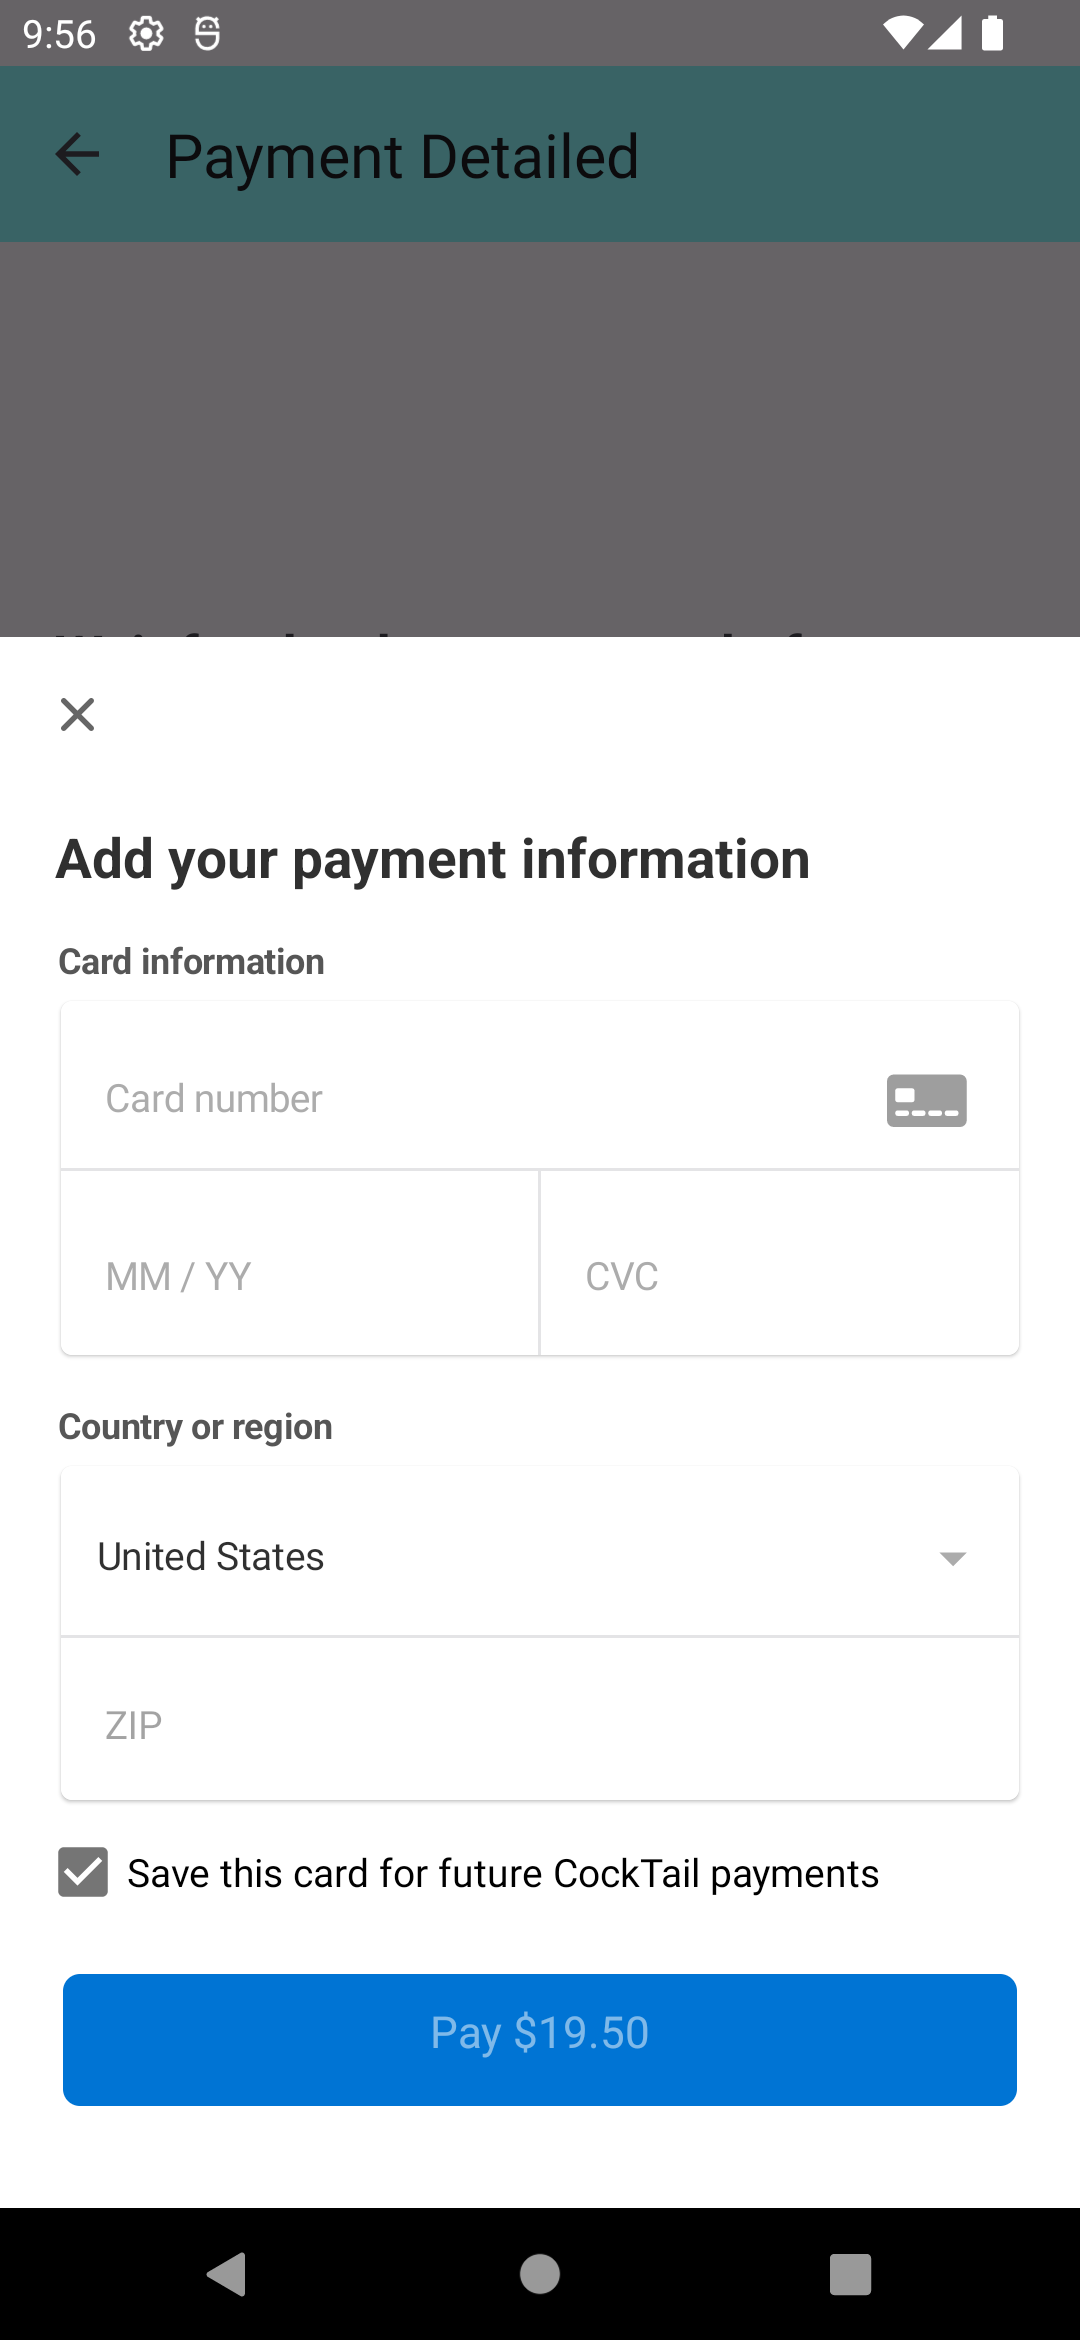 9:56
Payment Detailed
Add your payment information
Card information
Card number
MM / YY
CVC
Country or region
United States
ZIP
Save this card for future CockTail payments
Pay $19.50